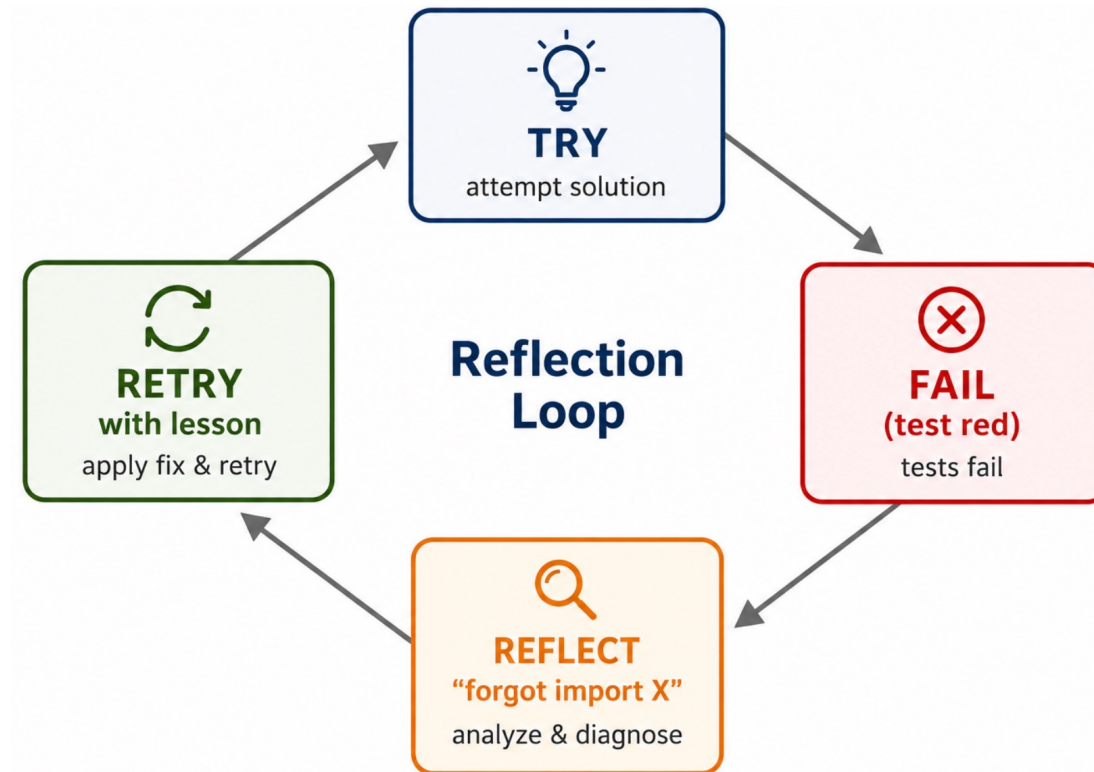 TRY
attempt solution
FAIL
(test red)
tests fail
REFLECT
“forgot import X”
analyze & diagnose
RETRY
with lesson
apply fix & retry
Reflection
Loop